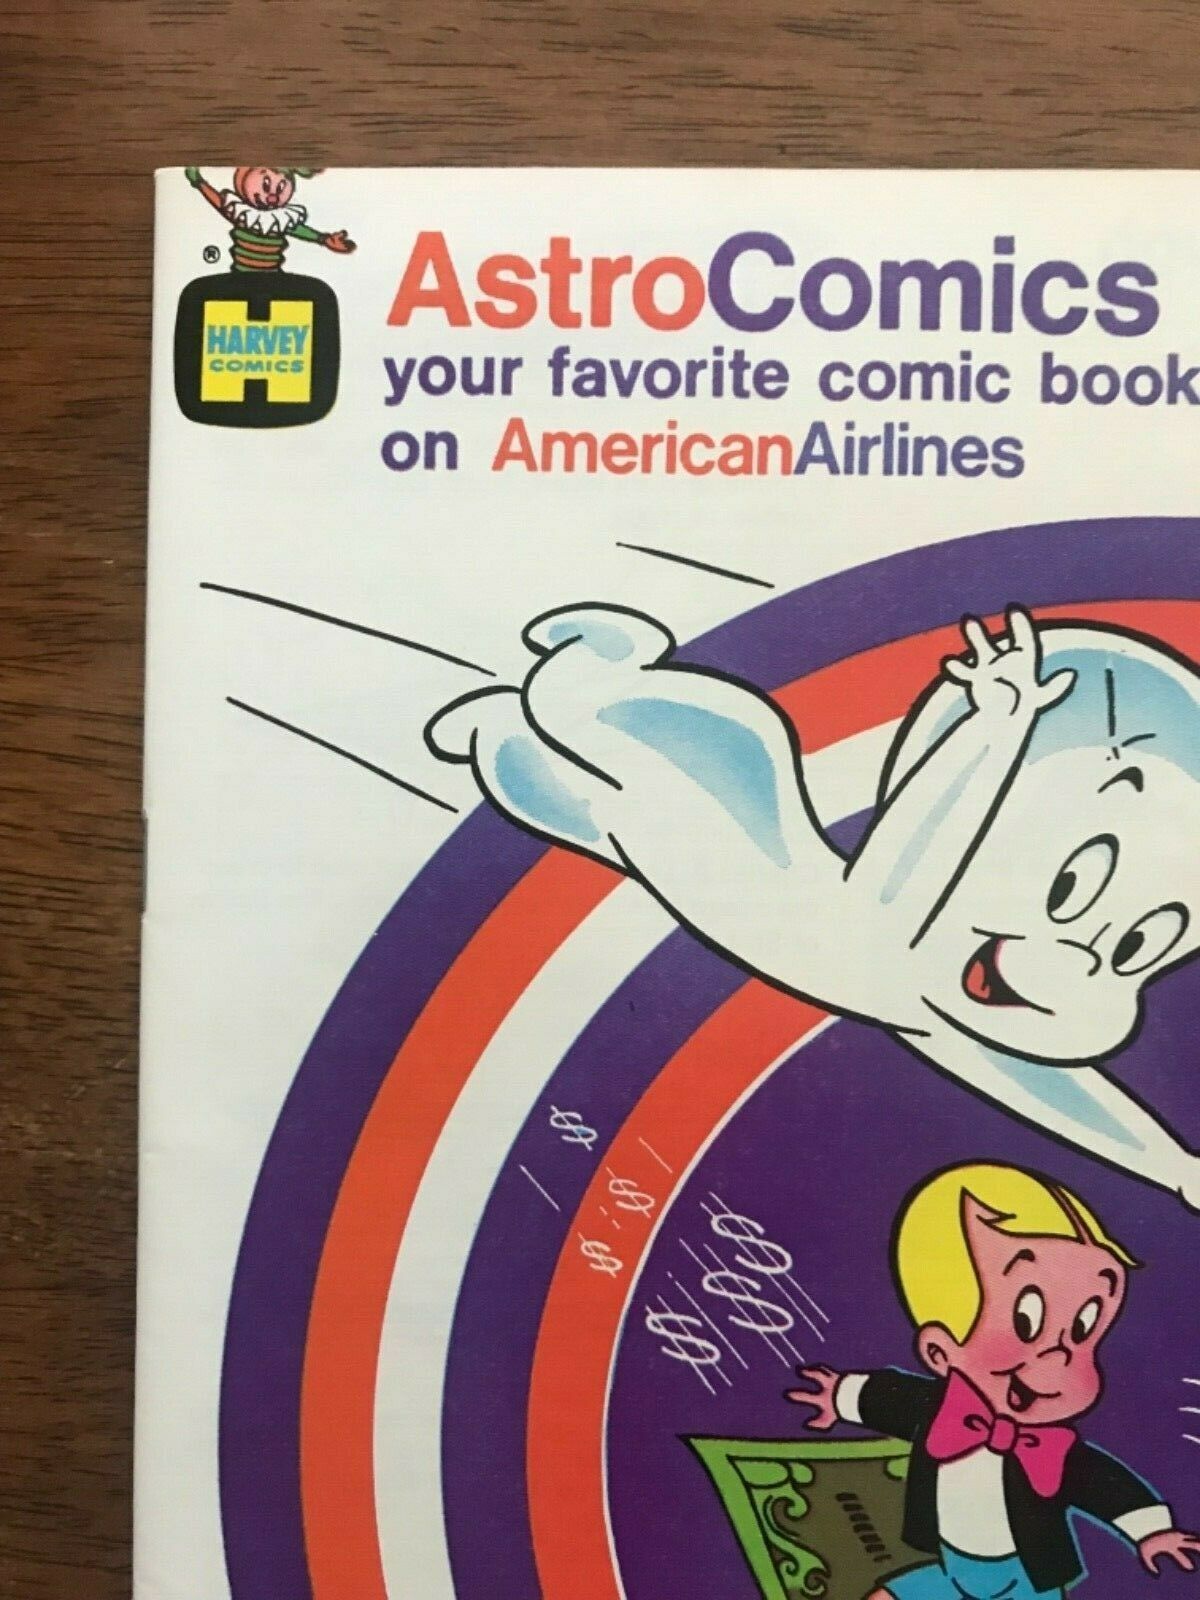 ®
HARVEY
COMICS
AstroComics
your favorite comic book
on AmericanAirlines
$
$ $
$
$ $
$ $